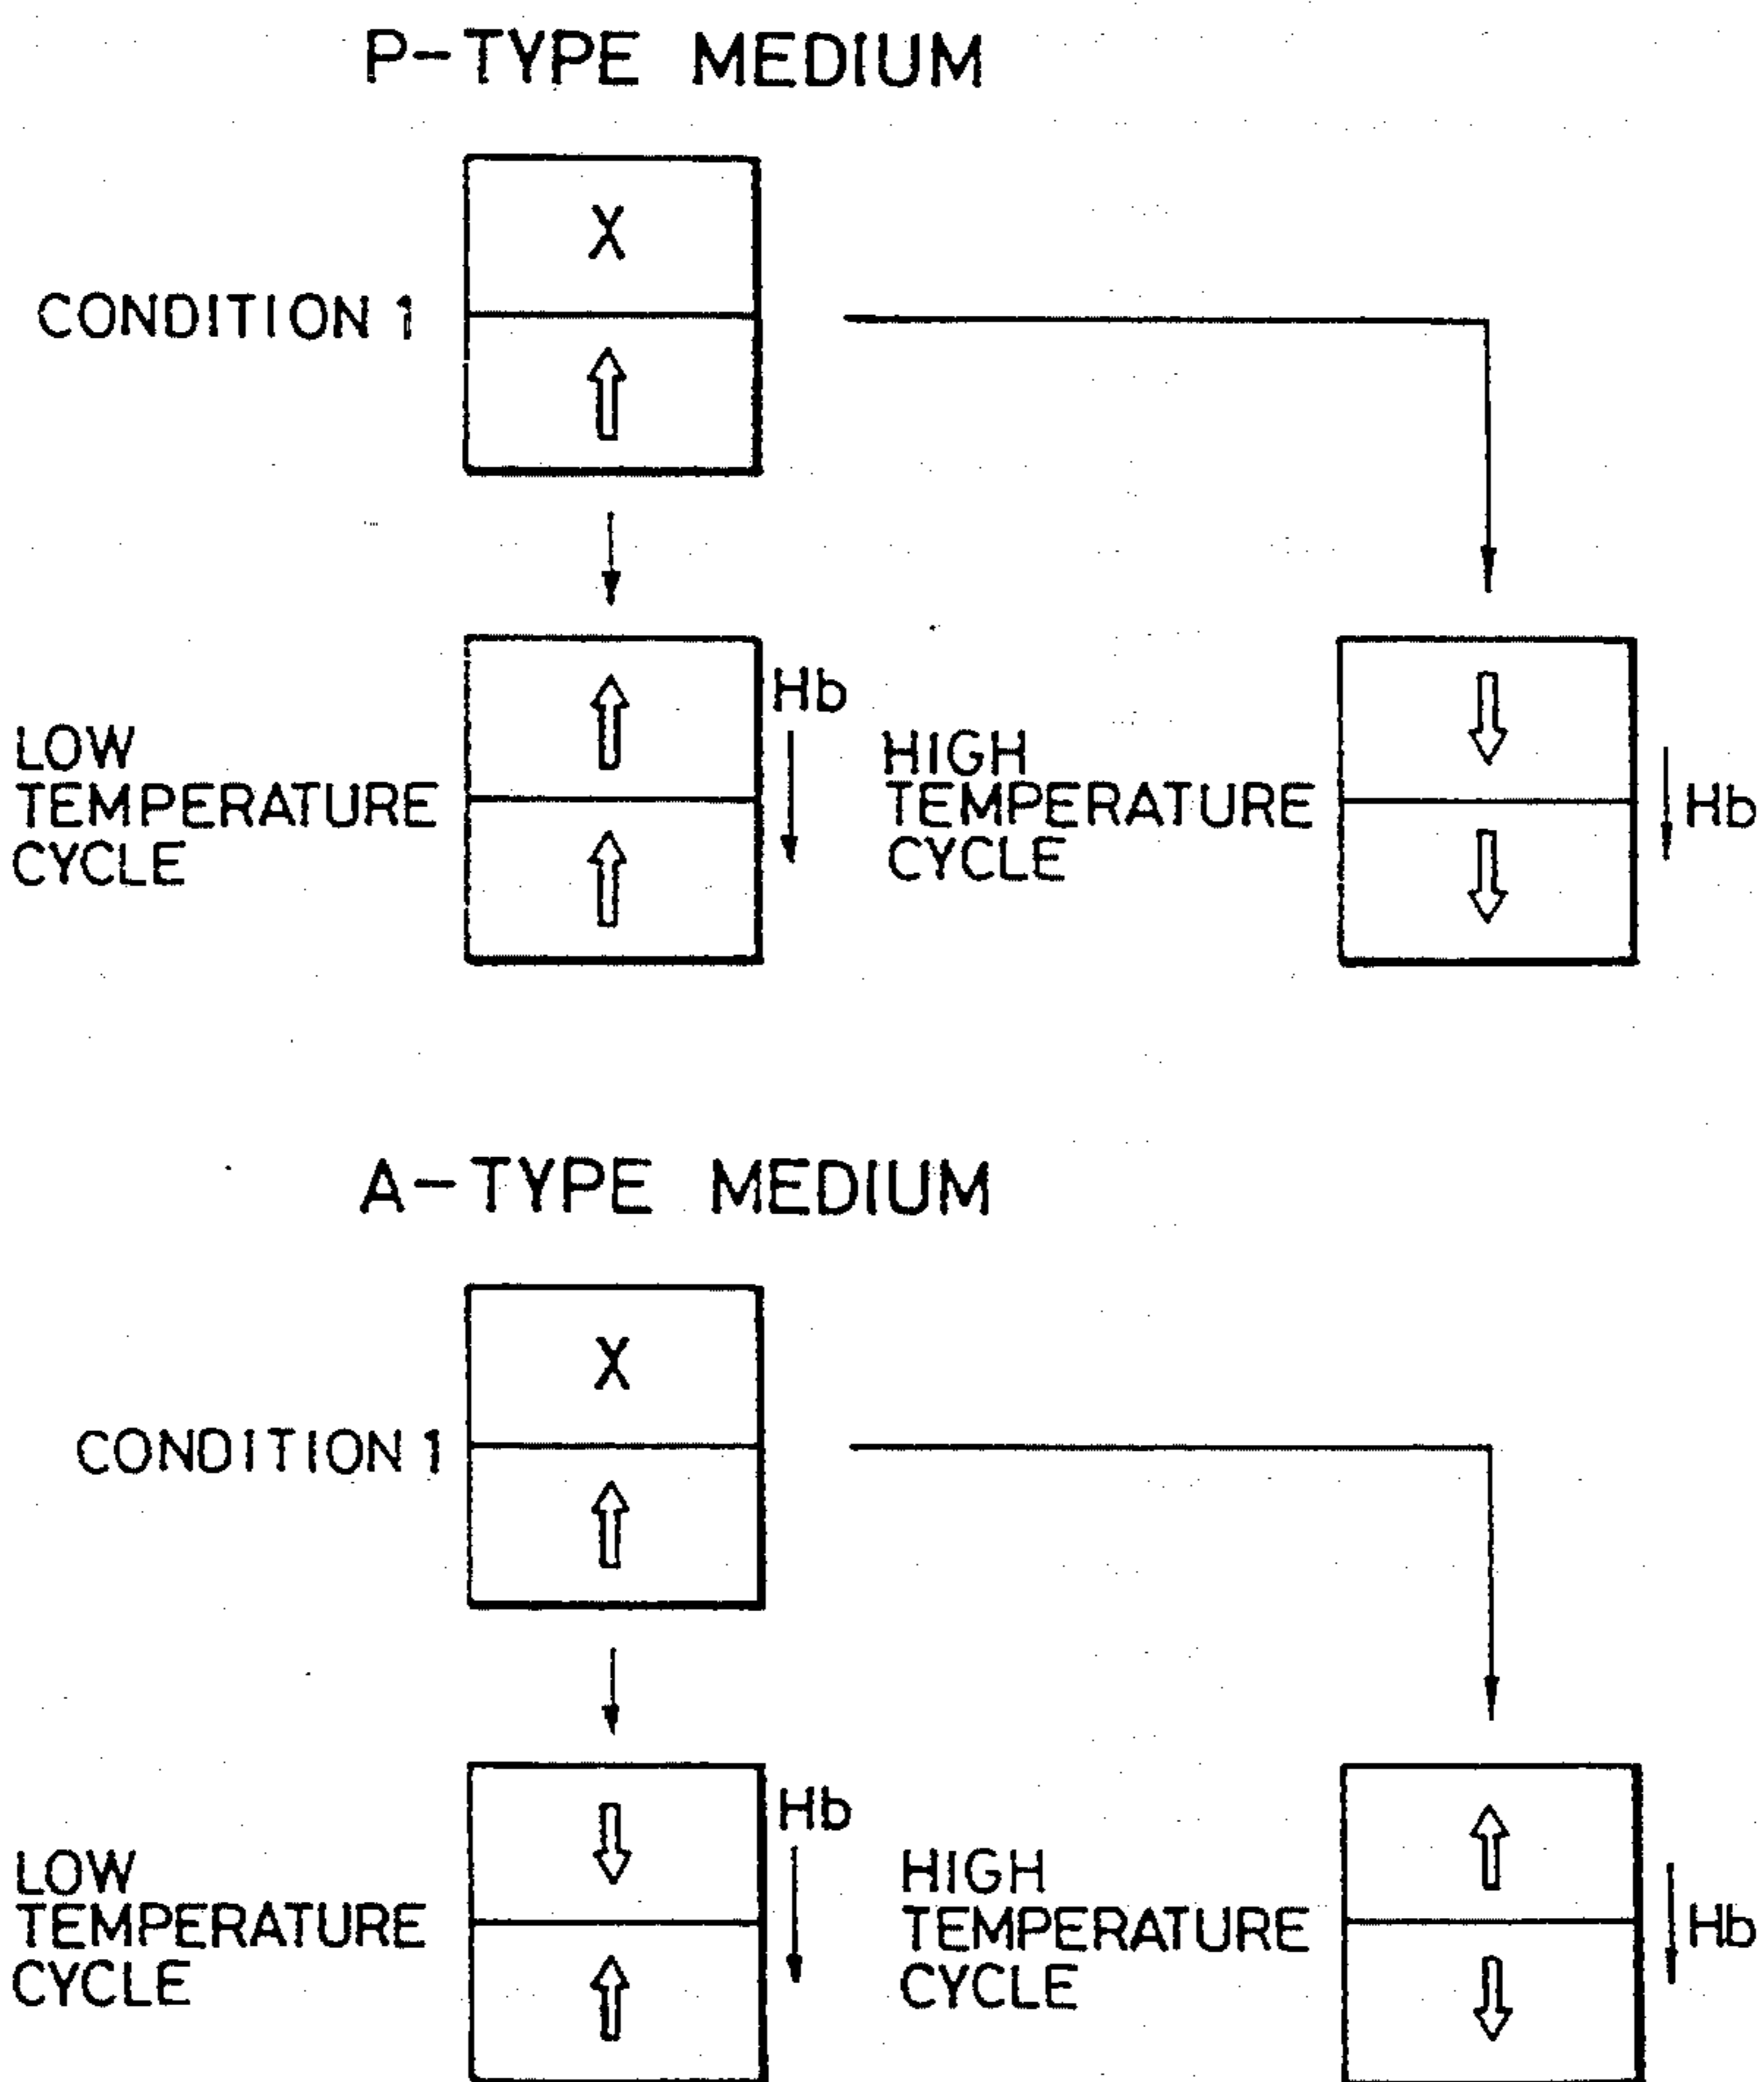 P-TYPE MEDIUM
X
CONDITION 1
Hb
LOW
TEMPERATURE
CYCLE
HIGH
TEMPERATURE
CYCLE
Hb
A-TYPE MEDIUM
X
CONDITION 1
Hb
LOW
TEMPERATURE
CYCLE
HIGH
TEMPERATURE
CYCLE
Hb